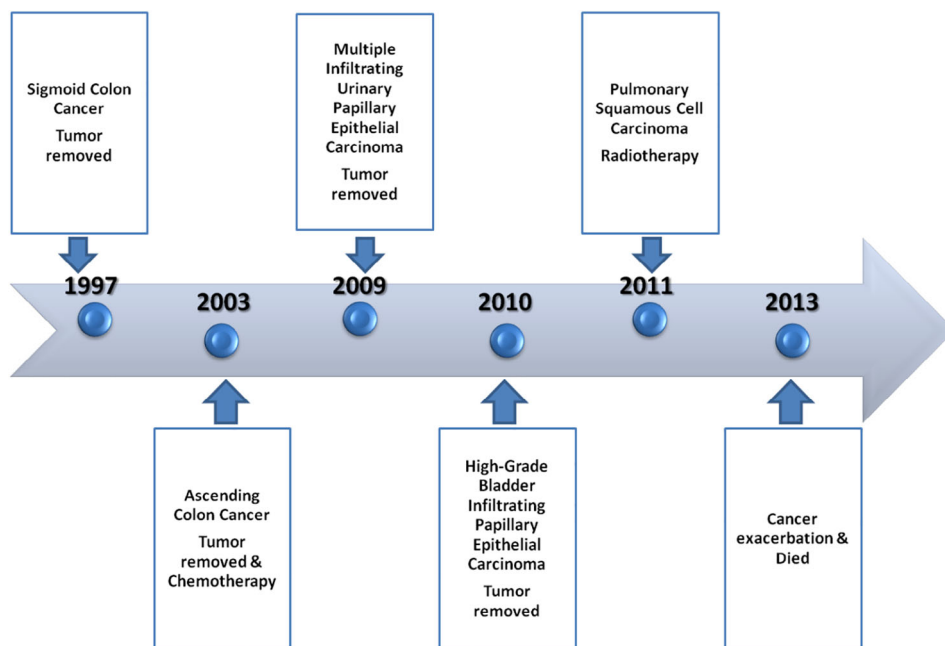 Sigmoid Colon
Cancer
Tumor
removed
Multiple
Infiltrating
Urinary
Papillary
Epithelial
Carcinoma
Tumor
removed
Pulmonary
Squamous Cell
Carcinoma
Radiotherapy
1997
2003
2009
2010
2011
2013
Ascending
Colon Cancer
Tumor
removed &
Chemotherapy
High-Grade
Bladder
Infiltrating
Papillary
Epithelial
Carcinoma
Tumor
removed
Cancer
exacerbation &
Died